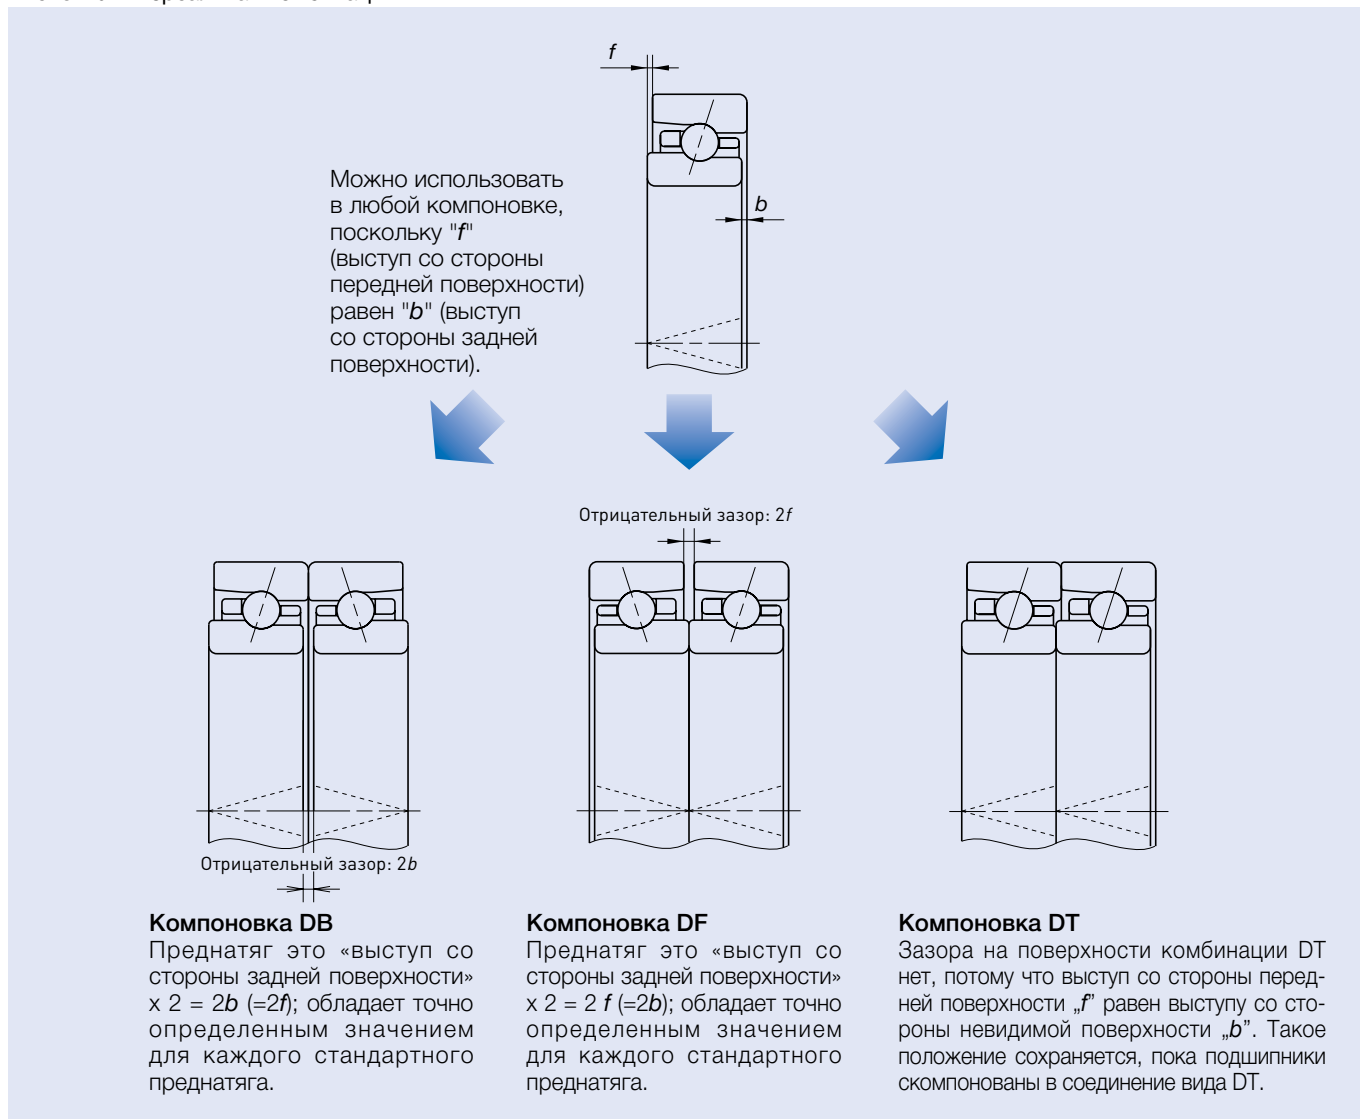 f
Можно использовать
в любой компоновке,
поскольку "f"
(выступ со стороны
передней поверхности)
равен "b" (выступ
со стороны задней
поверхности).
b
Отрицательный зазор: 2f
Отрицательный зазор: 2b
Компоновка DB
Преднатяг это «выступ со
стороны задней поверхности»
x 2 = 2b (=2f); обладает точно
определенным значением
для каждого стандартного
преднатяга.
Компоновка DF
Преднатяг это «выступ со
стороны задней поверхности»
x 2 = 2 f (=2b); обладает точно
определенным значением
для каждого стандартного
преднатяга.
Компоновка DT
Зазора на поверхности комбинации DT
нет, потому что выступ со стороны перед-
ней поверхности „f” равен выступу со сто-
роны невидимой поверхности „b”. Такое
положение сохраняется, пока подшипники
скомпонованы в соединение вида DT.